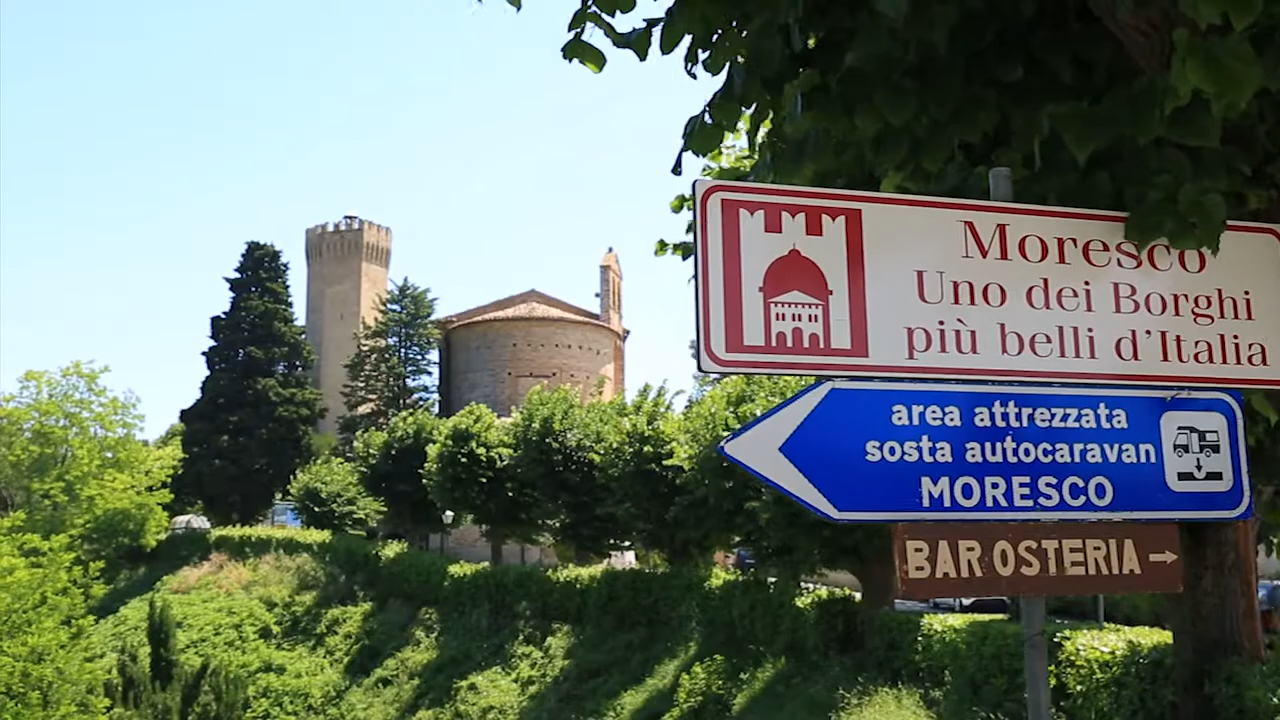 Moresco
Uno dei Borghi
più belli d'Italia
area attrezzata
sosta autocaravan
MORESCO
BAR OSTERIA →